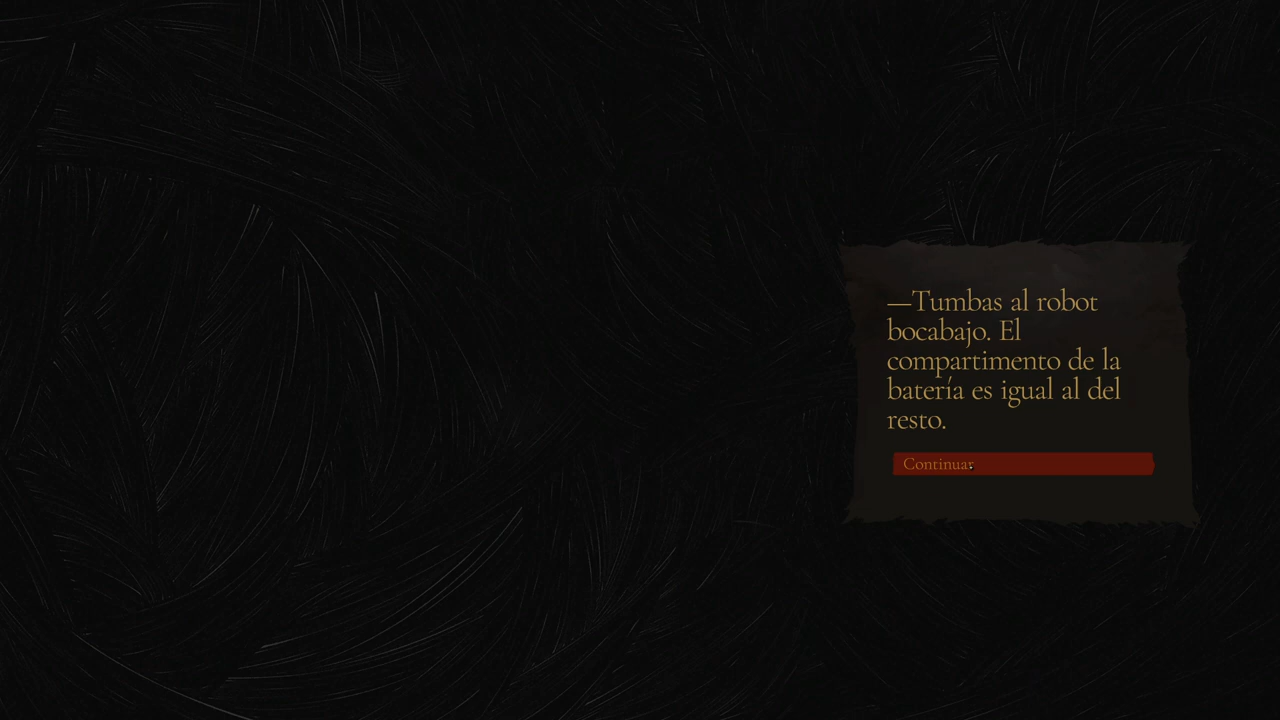 —Tumbas al robot
bocabajo. El
compartimento de la
batería es igual al del
resto.
Continuar